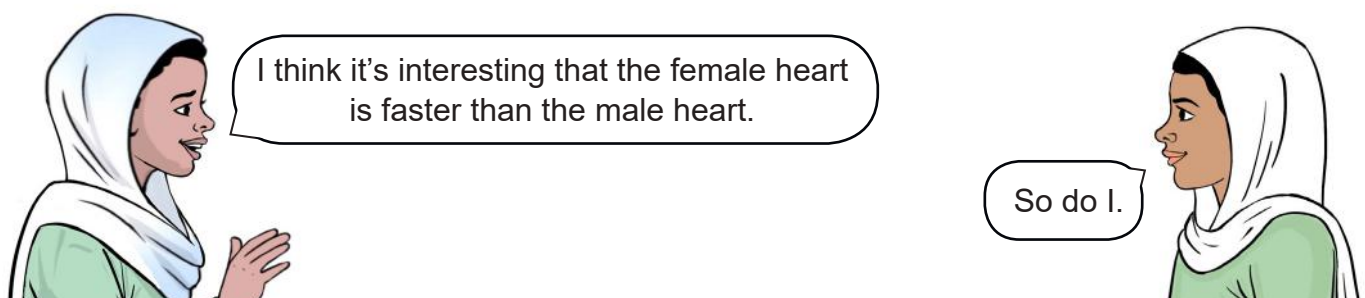 I think it's interesting that the female heart
is faster than the male heart.
So do I.